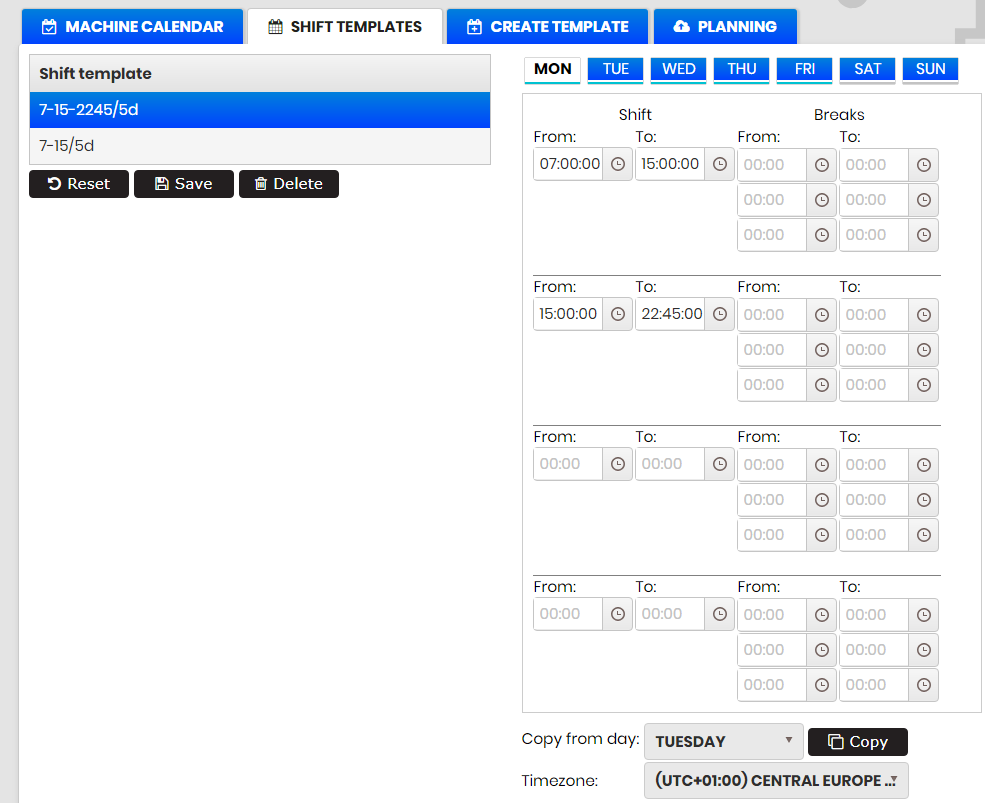 MACHINE CALENDAR SHIFT TEMPLATES CREATE TEMPLATE PLANNING
Shift template
7-15-2245/5d
7-15/5d
Reset Save Delete
MON TUE WED THU FRI SAT SUN
Shift Breaks
From: To: From: To:
07:00:00 15:00:00 00:00 00:00
00:00 00:00
00:00 00:00
From: To: From: To:
15:00:00 22:45:00 00:00 00:00
00:00 00:00
00:00 00:00
From: To: From: To:
00:00 00:00 00:00 00:00
00:00 00:00
00:00 00:00
From: To: From: To:
00:00 00:00 00:00 00:00
00:00 00:00
00:00 00:00
Copy from day: TUESDAY Copy
Timezone: (UTC+01:00) CENTRAL EUROPE ...